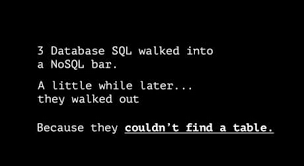 3 Database SQL walked into
a NoSQL bar.
A little while later...
they walked out
Because they couldn't find a table.